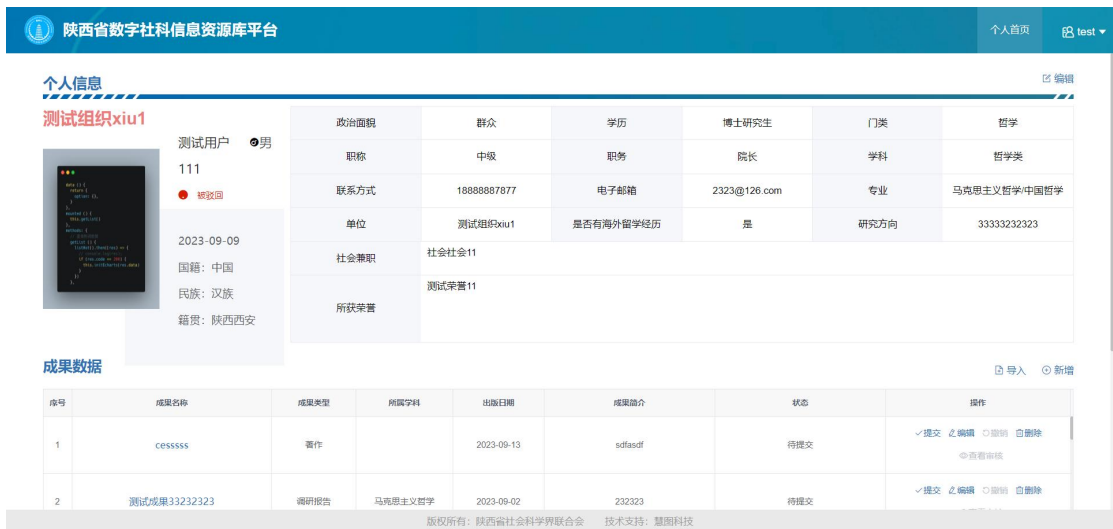 陕西省数字社科信息资源库平台 个人首页 test
个人信息 编辑
测试组织xiu1
测试用户 男
111
被驳回
2023-09-09
国籍：中国
民族：汉族
籍贯：陕西西安
政治面貌 群众 学历 博士研究生 门类 哲学
职称 中级 职务 院长 学科 哲学类
联系方式 18888887877 电子邮箱 2323@126.com 专业 马克思主义哲学/中国哲学
单位 测试组织xiu1 是否有海外留学经历 是 研究方向 33333232323
社会兼职 社会社会11
所获荣誉 测试荣誉11
成果数据 导入 新增
序号 成果名称 成果类型 所属学科 出版日期 成果简介 状态 操作
1 cesssss 著作 2023-09-13 sdfasdf 待提交 提交 编辑 撤销 删除
查看审核
2 测试成果33232323 调研报告 马克思主义哲学 2023-09-02 232323 待提交 提交 编辑 撤销 删除
版权所有：陕西省社会科学界联合会 技术支持：慧图科技